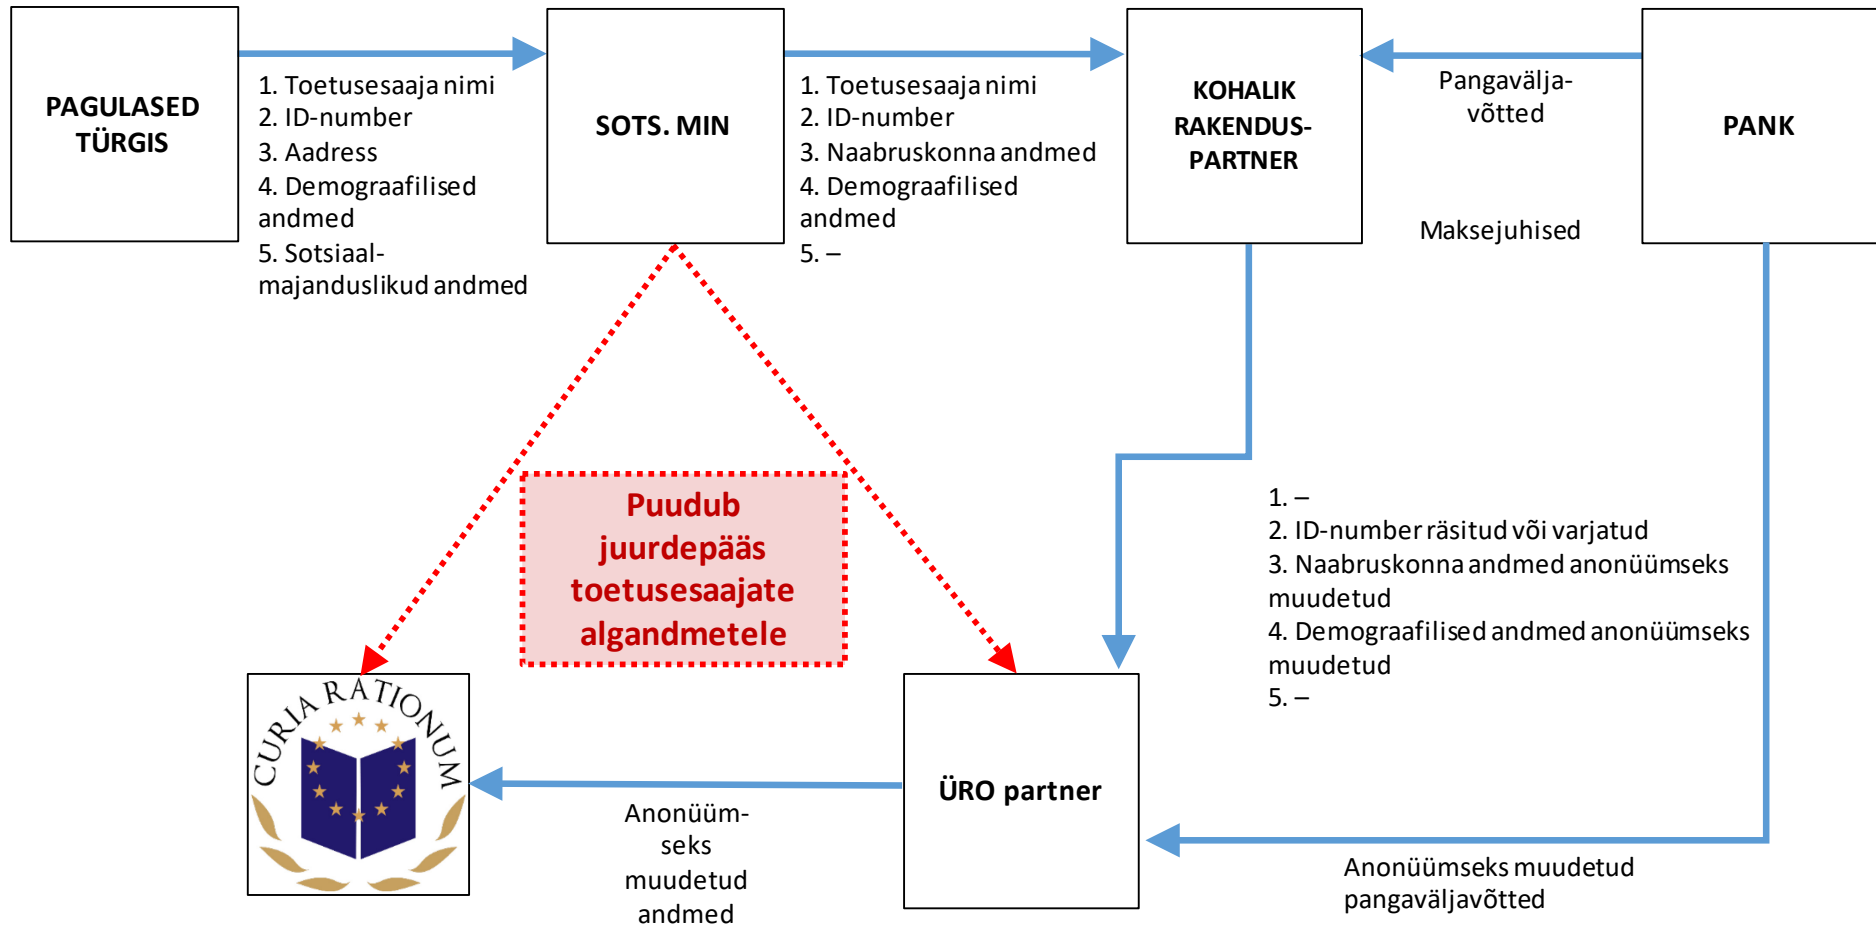 PAGULASED
TÜRGIS
1. Toetusesaaja nimi
2. ID-number
3. Aadress
4. Demograafilised
andmed
5. Sotsiaal-
majanduslikud andmed
SOTS. MIN
1. Toetusesaaja nimi
2. ID-number
3. Naabruskonna andmed
4. Demograafilised
andmed
5. –
KOHALIK
RAKENDUS-
PARTNER
Pangavälja-
võtted
Maksejuhised
PANK
Puudub
juurdepääs
toetusesaajate
algandmetele
1. –
2. ID-number räsitud või varjatud
3. Naabruskonna andmed anonüümseks
muudetud
4. Demograafilised andmed anonüümseks
muudetud
5. –
CURIA RATIONUM
Anonüüm-
seks
muudetud
andmed
ÜRO partner
Anonüümseks muudetud
pangaväljavõtted